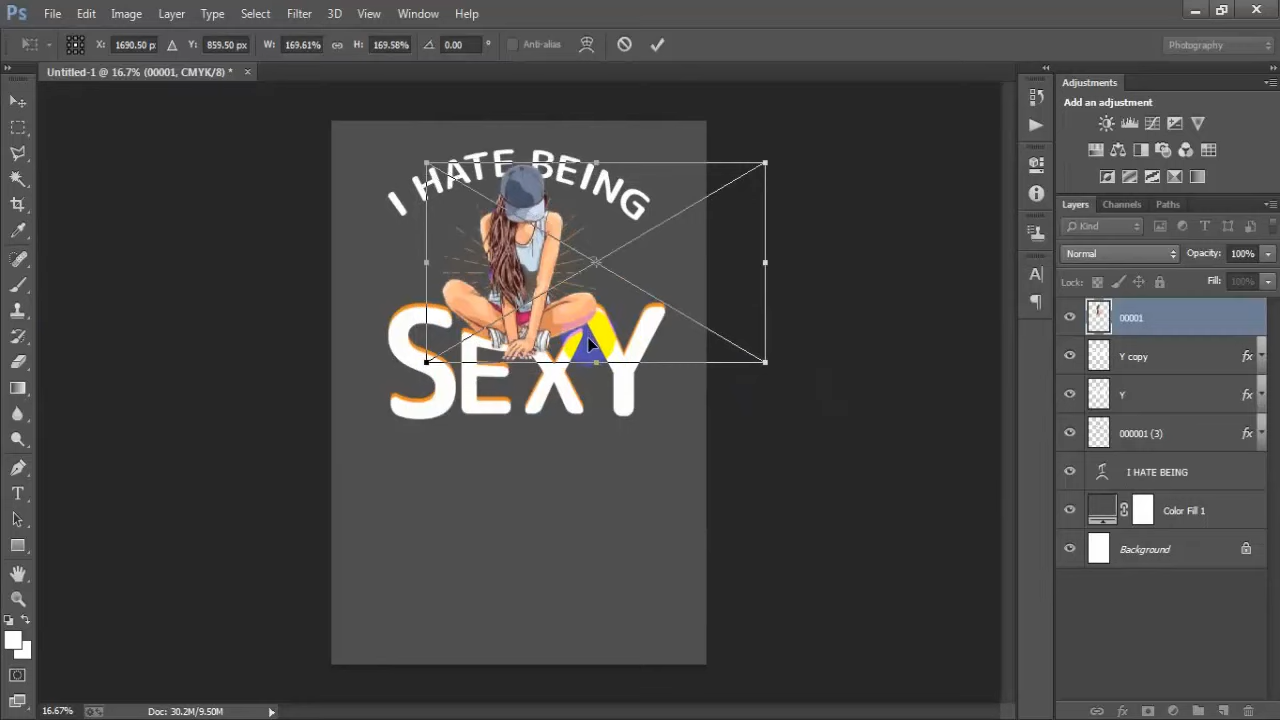 Ps File Edit Image Layer Type Select Filter 3D View Window Help
X: 1690.50 p Y: 859.50 px W: 169.61% H: 169.58% 0.00 ° Anti-alias Photography
Untitled-1 @ 16.7% (00001, CMYK/8) * ×
Adjustments
Add an adjustment
Layers Channels Paths
Kind
Normal Opacity: 100%
Lock: Fill: 100%
00001
Y copy fx
Y fx
000001 (3) fx
I HATE BEING
Color Fill 1
Background
I HATE BEING
SEXY
16.67% Doc: 30.2M/9.50M